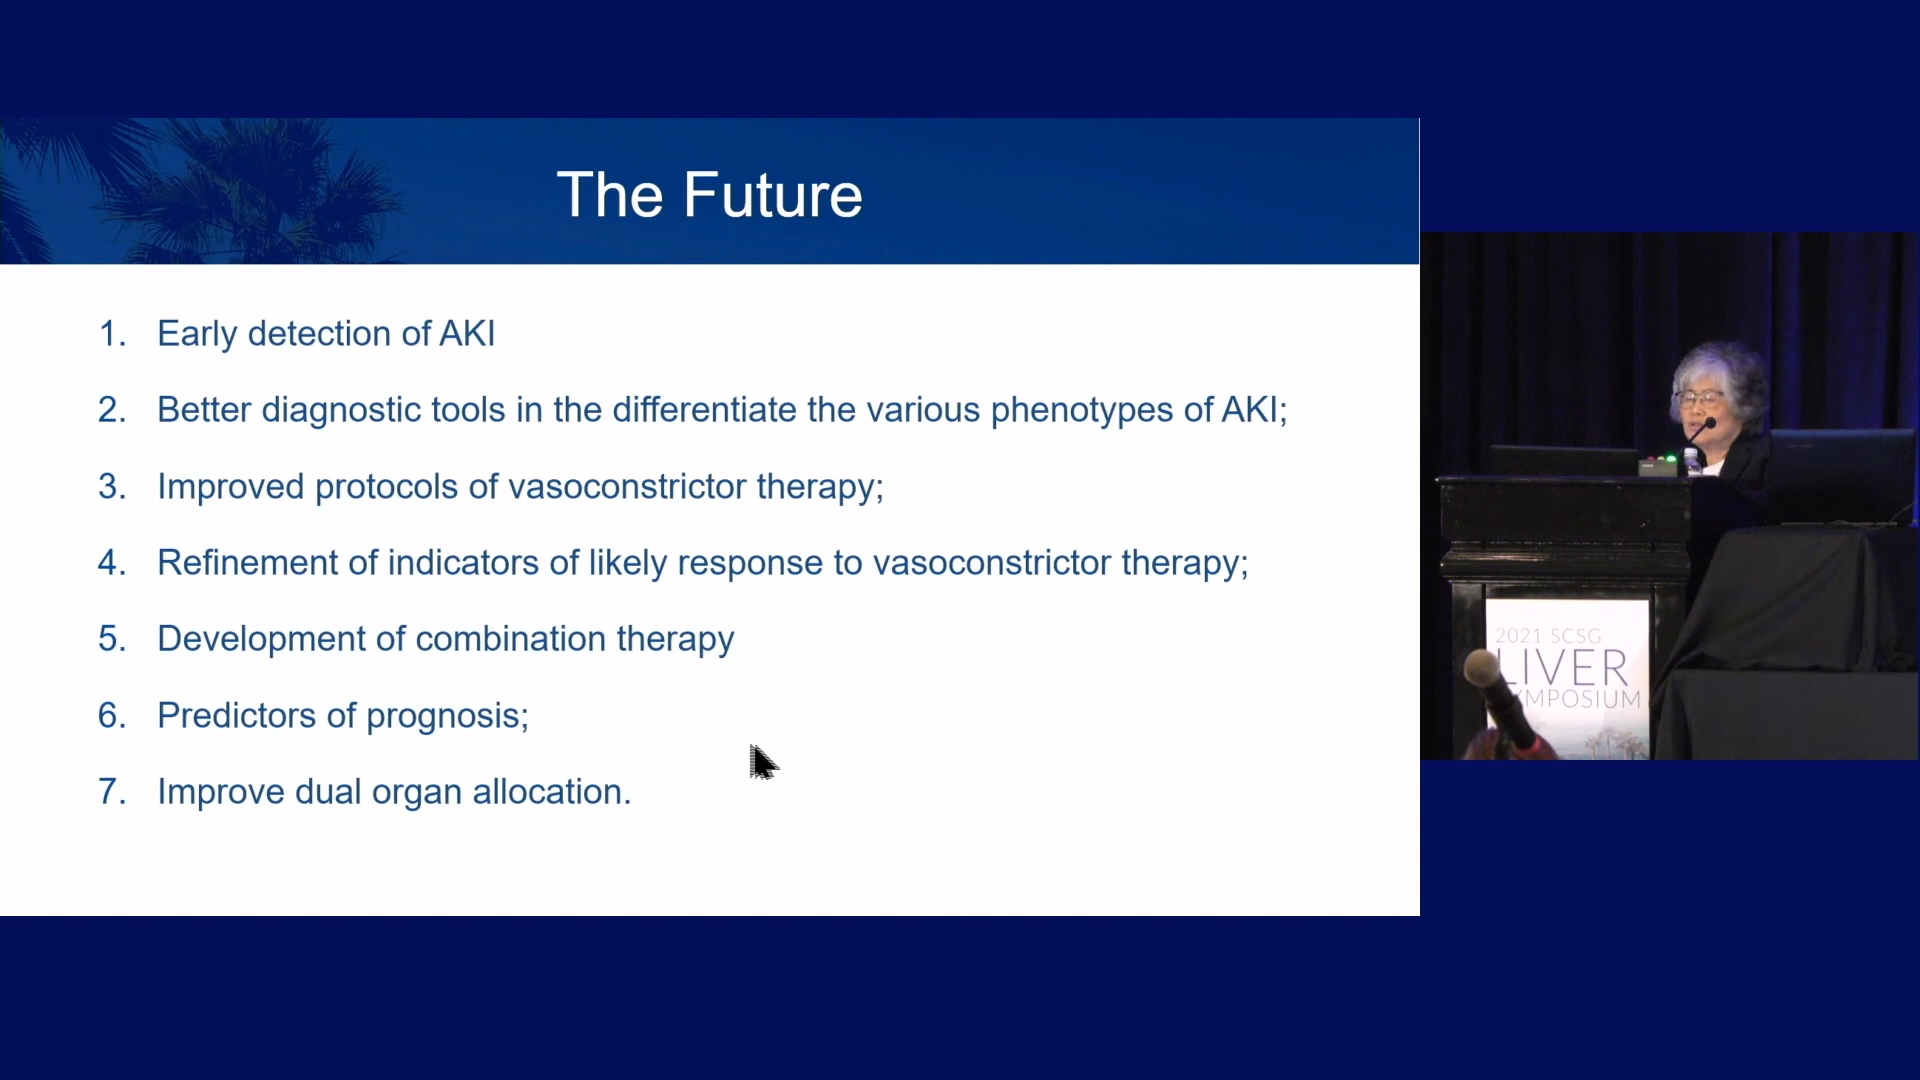 The Future
1. Early detection of AKI
2. Better diagnostic tools in the differentiate the various phenotypes of AKI;
3. Improved protocols of vasoconstrictor therapy;
4. Refinement of indicators of likely response to vasoconstrictor therapy;
5. Development of combination therapy
6. Predictors of prognosis;
7. Improve dual organ allocation.
2021 SCSG
LIVER
YMPOSIUM